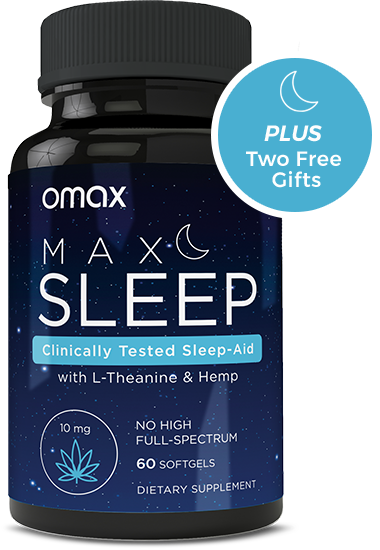 PLUS
Two Free
Gifts
omax
MAX
SLEEP
Clinically Tested Sleep-Aid
with L-Theanine & Hemp
10 mg
NO HIGH
FULL-SPECTRUM
60 SOFTGELS
DIETARY SUPPLEMENT